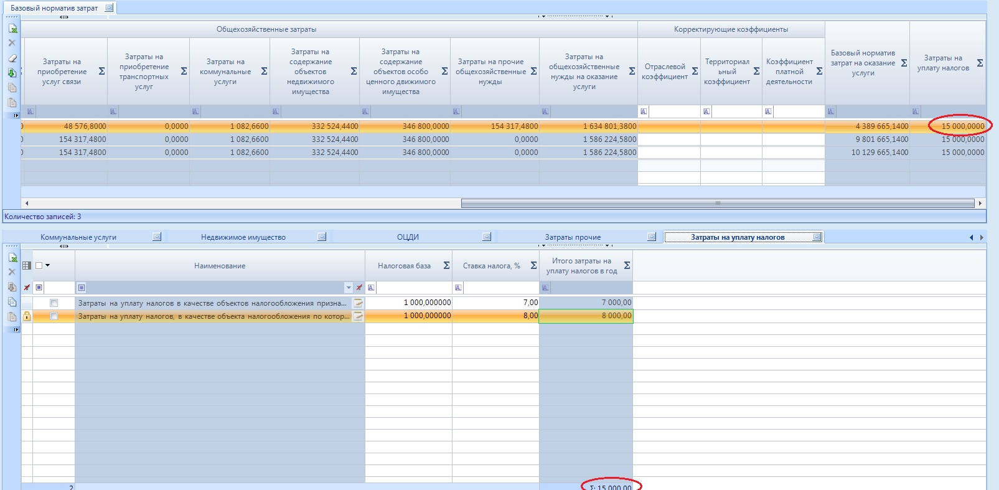 Базовый норматив затрат
Общехозяйственные затраты
Корректирующие коэффициенты
Затраты на приобретение услуг связи Σ
Затраты на приобретение транспортных услуг Σ
Затраты на коммунальные услуги Σ
Затраты на содержание объектов недвижимого имущества Σ
Затраты на содержание объектов особо ценного движимого имущества Σ
Затраты на прочие общехозяйственные нужды Σ
Затраты на общехозяйственные нужды на оказание услуги Σ
Отраслевой коэффициент Σ
Территориал ьный коэффициент Σ
Коэффициент платной деятельности Σ
Базовый норматив затрат на оказание услуги Σ
Затраты на уплату налогов Σ
48 576,8000 0,0000 1 082,6600 332 524,4400 346 800,0000 154 317,4800 1 634 801,3800 4 389 665,1400 15 000,0000
154 317,4800 0,0000 1 082,6600 332 524,4400 346 800,0000 0,0000 1 586 224,5800 9 801 665,1400 15 000,0000
154 317,4800 0,0000 1 082,6600 332 524,4400 346 800,0000 0,0000 1 586 224,5800 10 129 665,1400 15 000,0000
Количество записей: 3
Коммунальные услуги Недвижимое имущество ОЦДИ Затраты прочие Затраты на уплату налогов
Наименование
Налоговая база Σ
Ставка налога, % Σ
Итого затраты на уплату налогов в год Σ
Затраты на уплату налогов в качестве объектов налогообложения призна... 1 000,000000 7,00 7 000,00
Затраты на уплату налогов, в качестве объекта налогообложения по котор... 1 000,000000 8,00 8 000,00
2 Σ: 15 000,00